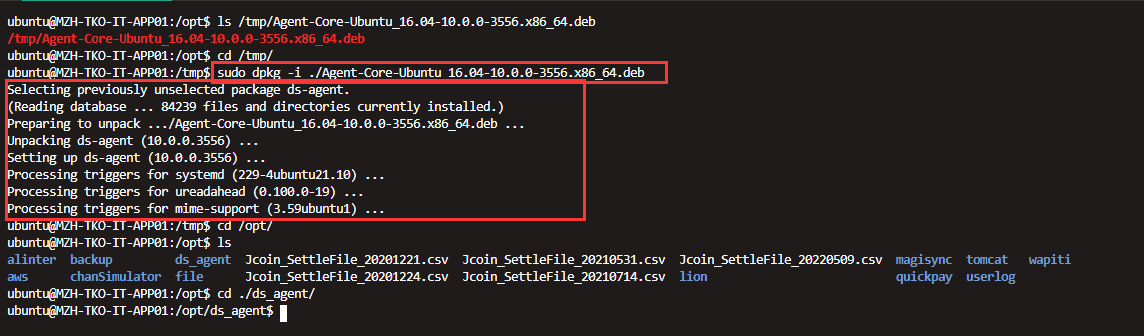 ubuntu@MZH-TKO-IT-APP01:/opt$ ls /tmp/Agent-Core-Ubuntu_16.04-10.0.0-3556.x86_64.deb
/tmp/Agent-Core-Ubuntu_16.04-10.0.0-3556.x86_64.deb
ubuntu@MZH-TKO-IT-APP01:/opt$ cd /tmp/
ubuntu@MZH-TKO-IT-APP01:/tmp$ sudo dpkg -i ./Agent-Core-Ubuntu_16.04-10.0.0-3556.x86_64.deb
Selecting previously unselected package ds-agent.
(Reading database ... 84239 files and directories currently installed.)
Preparing to unpack .../Agent-Core-Ubuntu_16.04-10.0.0-3556.x86_64.deb ...
Unpacking ds-agent (10.0.0.3556) ...
Setting up ds-agent (10.0.0.3556) ...
Processing triggers for systemd (229-4ubuntu21.10) ...
Processing triggers for ureadahead (0.100.0-19) ...
Processing triggers for mime-support (3.59ubuntu1) ...
ubuntu@MZH-TKO-IT-APP01:/tmp$ cd /opt/
ubuntu@MZH-TKO-IT-APP01:/opt$ ls
alinter backup ds_agent Jcoin_SettleFile_20201221.csv Jcoin_SettleFile_20210531.csv Jcoin_SettleFile_20220509.csv magisync tomcat wapiti
aws chanSimulator file Jcoin_SettleFile_20201224.csv Jcoin_SettleFile_20210714.csv lion quickpay userlog
ubuntu@MZH-TKO-IT-APP01:/opt$ cd ./ds_agent/
ubuntu@MZH-TKO-IT-APP01:/opt/ds_agent$